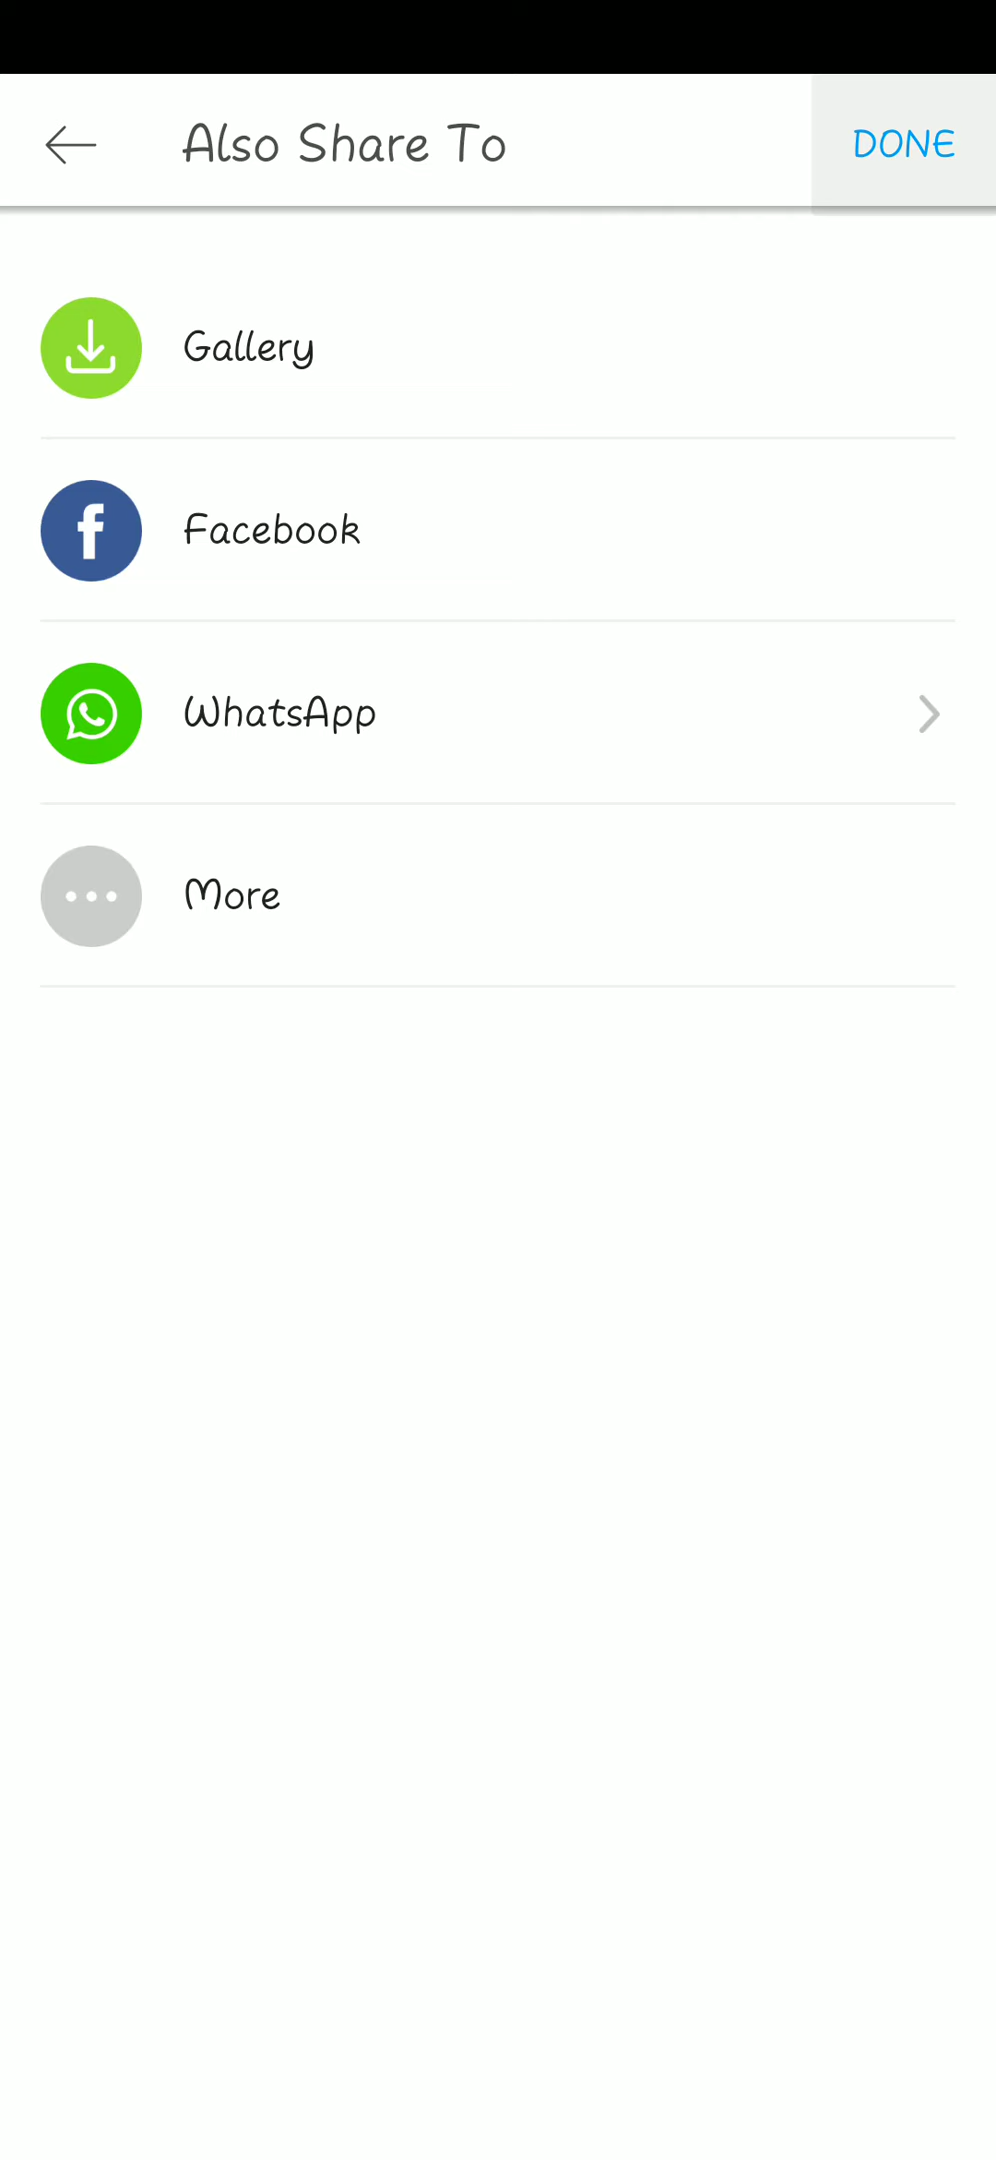 Also Share To
DONE
Gallery
Facebook
WhatsApp
More